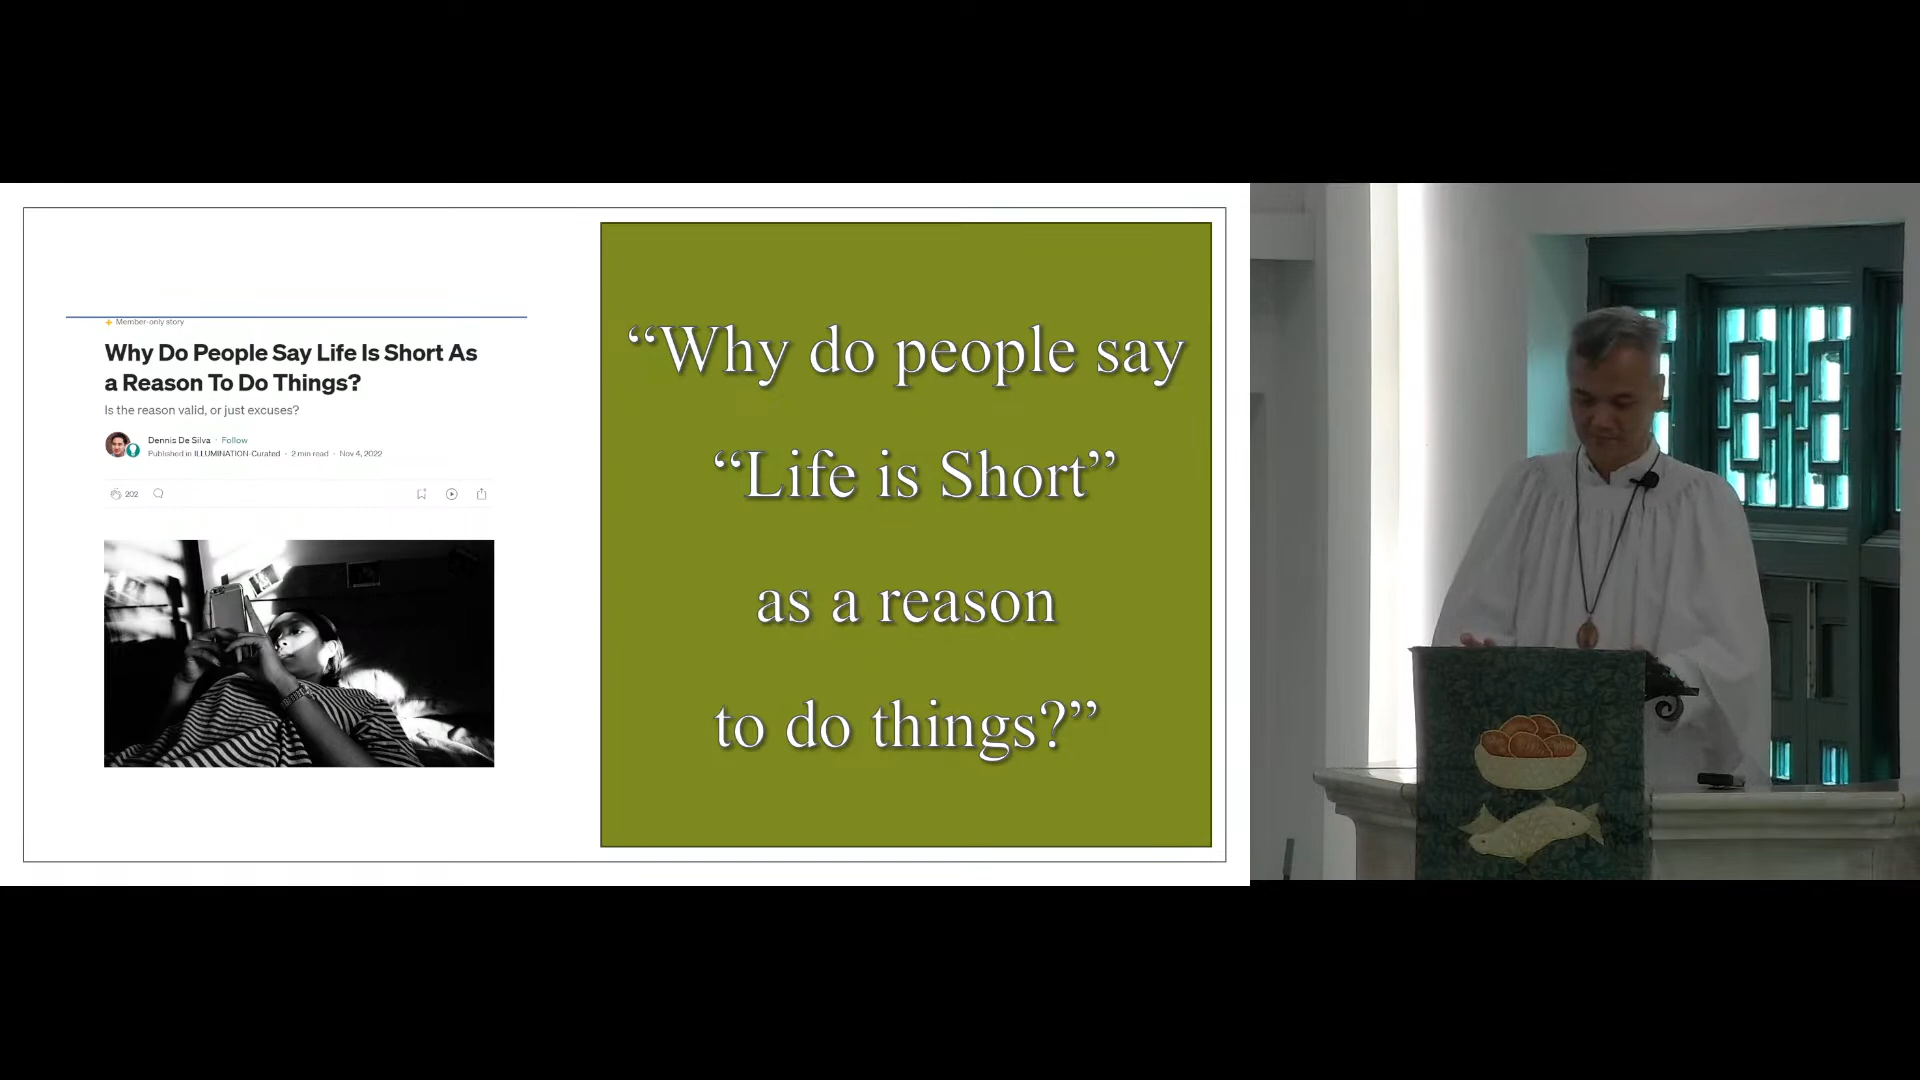 Member-only story
Why Do People Say Life Is Short As
a Reason To Do Things?
Is the reason valid, or just excuses?
Dennis De Silva · Follow
Published in ILLUMINATION-Curated · 2 min read · Nov 4, 2022
202
“Why do people say
“Life is Short”
as a reason
to do things?”